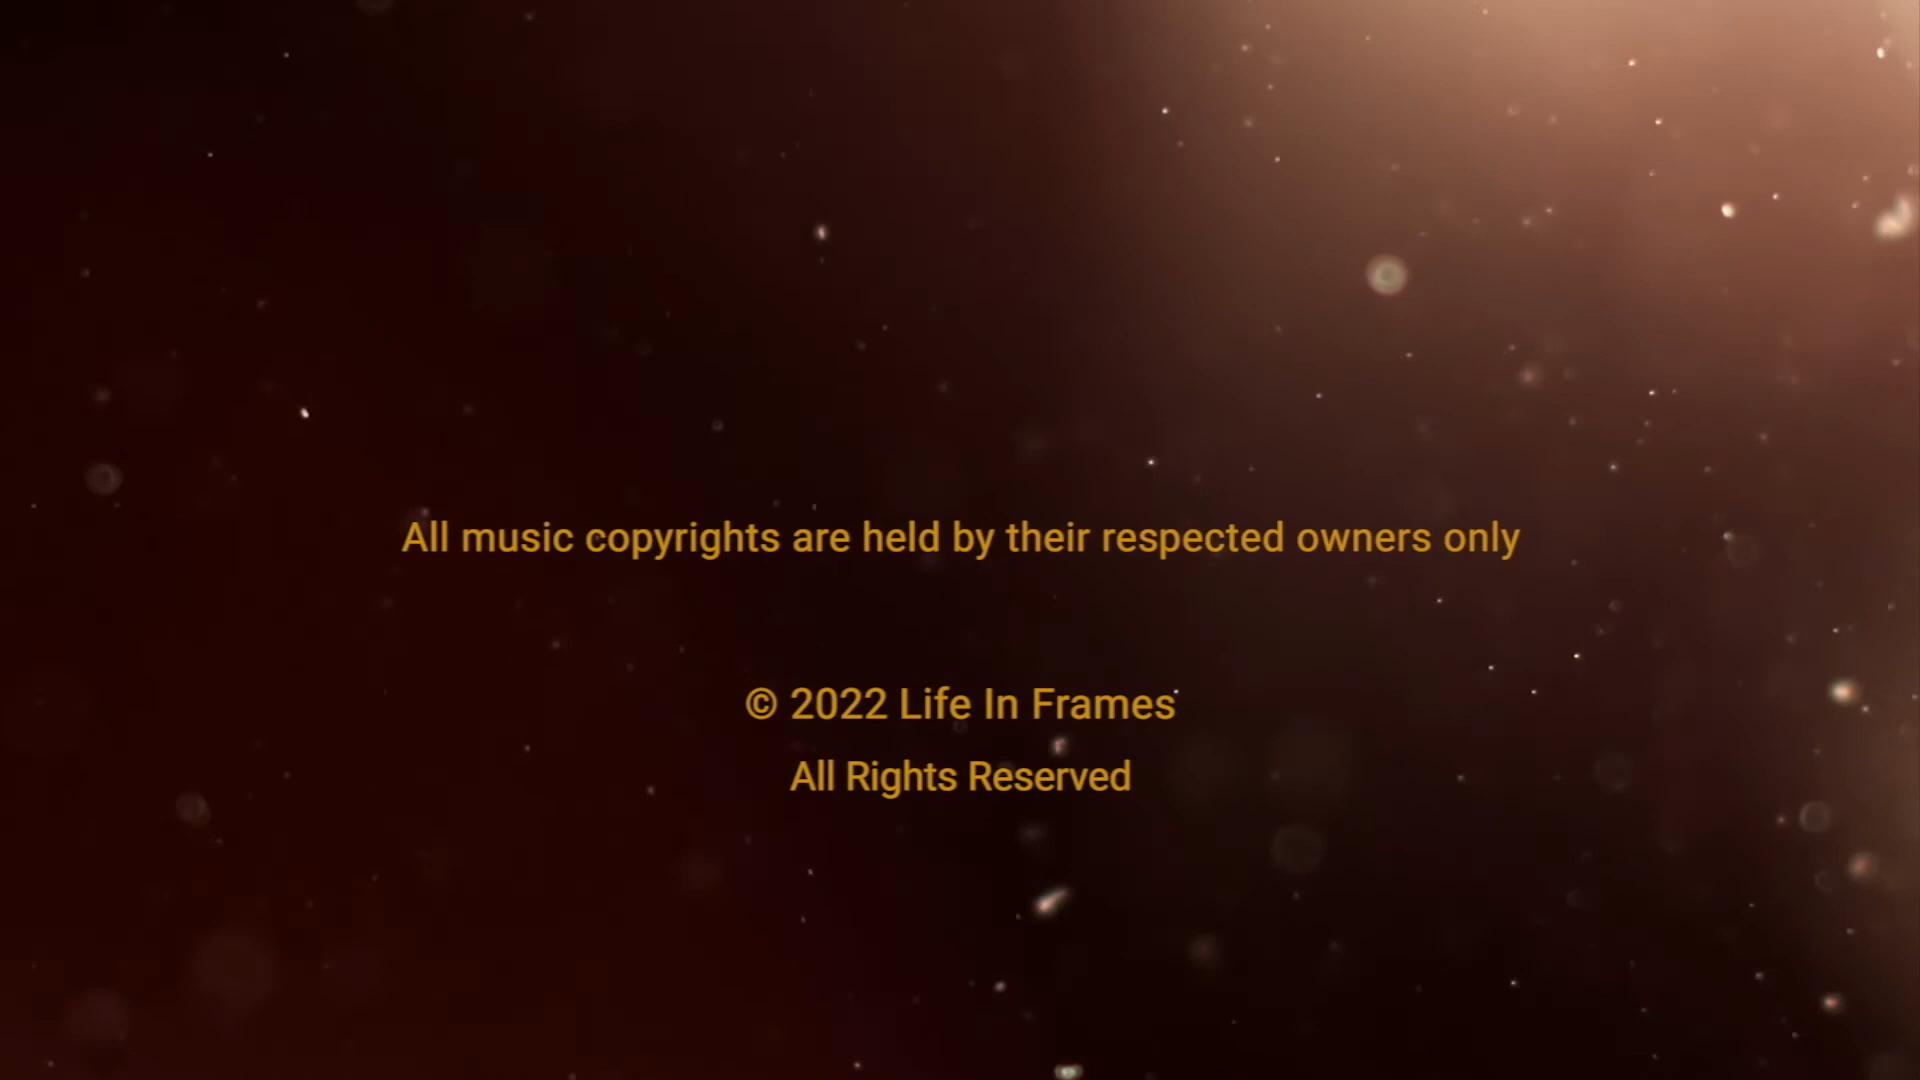 All music copyrights are held by their respected owners only
© 2022 Life In Frames
All Rights Reserved